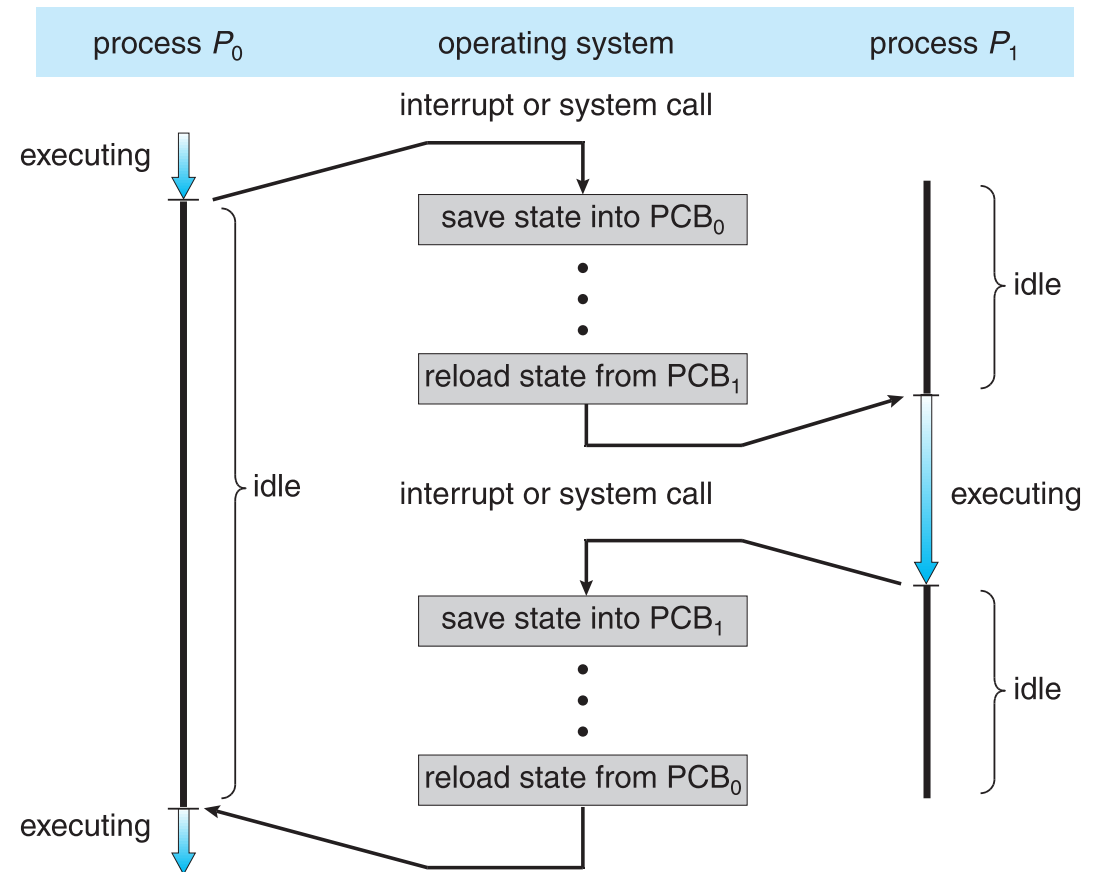 process P0
operating system
process P1
interrupt or system call
executing
save state into PCB0
idle
reload state from PCB1
idle
interrupt or system call
executing
save state into PCB1
idle
reload state from PCB0
executing